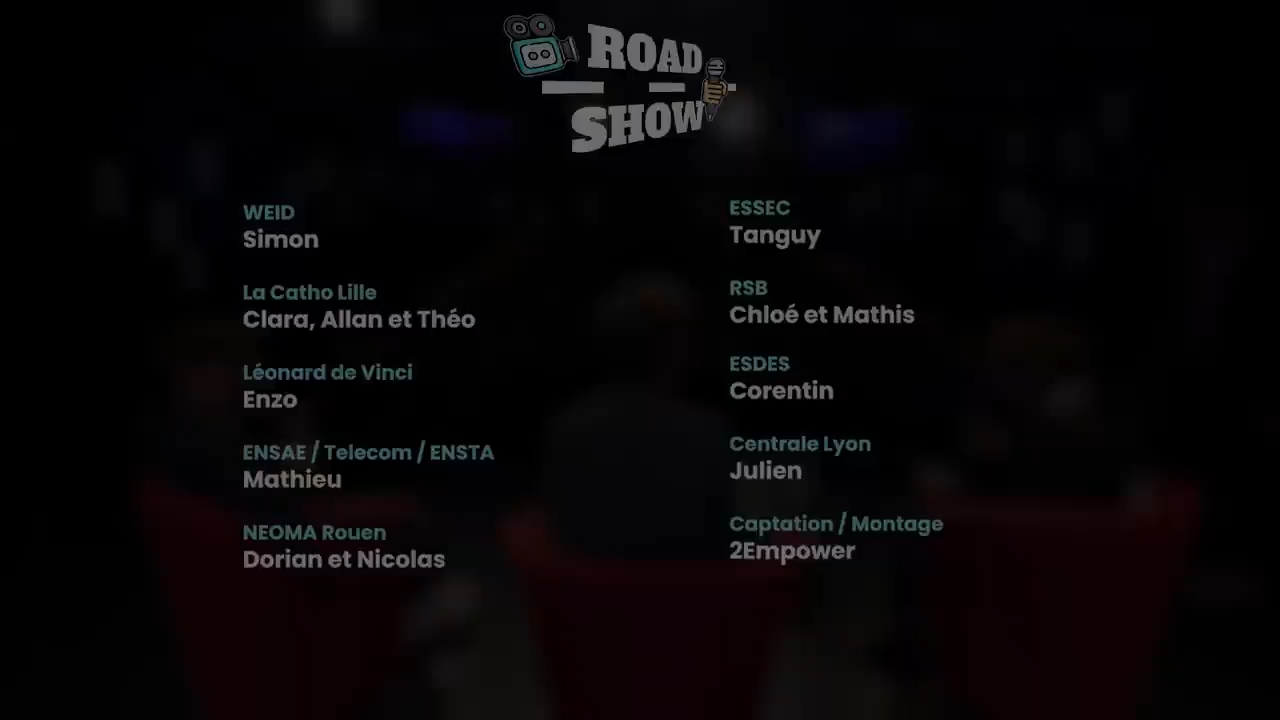 ROAD
SHOW
WEID
Simon
La Catho Lille
Clara, Allan et Théo
Léonard de Vinci
Enzo
ENSAE / Telecom / ENSTA
Mathieu
NEOMA Rouen
Dorian et Nicolas
ESSEC
Tanguy
RSB
Chloé et Mathis
ESDES
Corentin
Centrale Lyon
Julien
Captation / Montage
2Empower